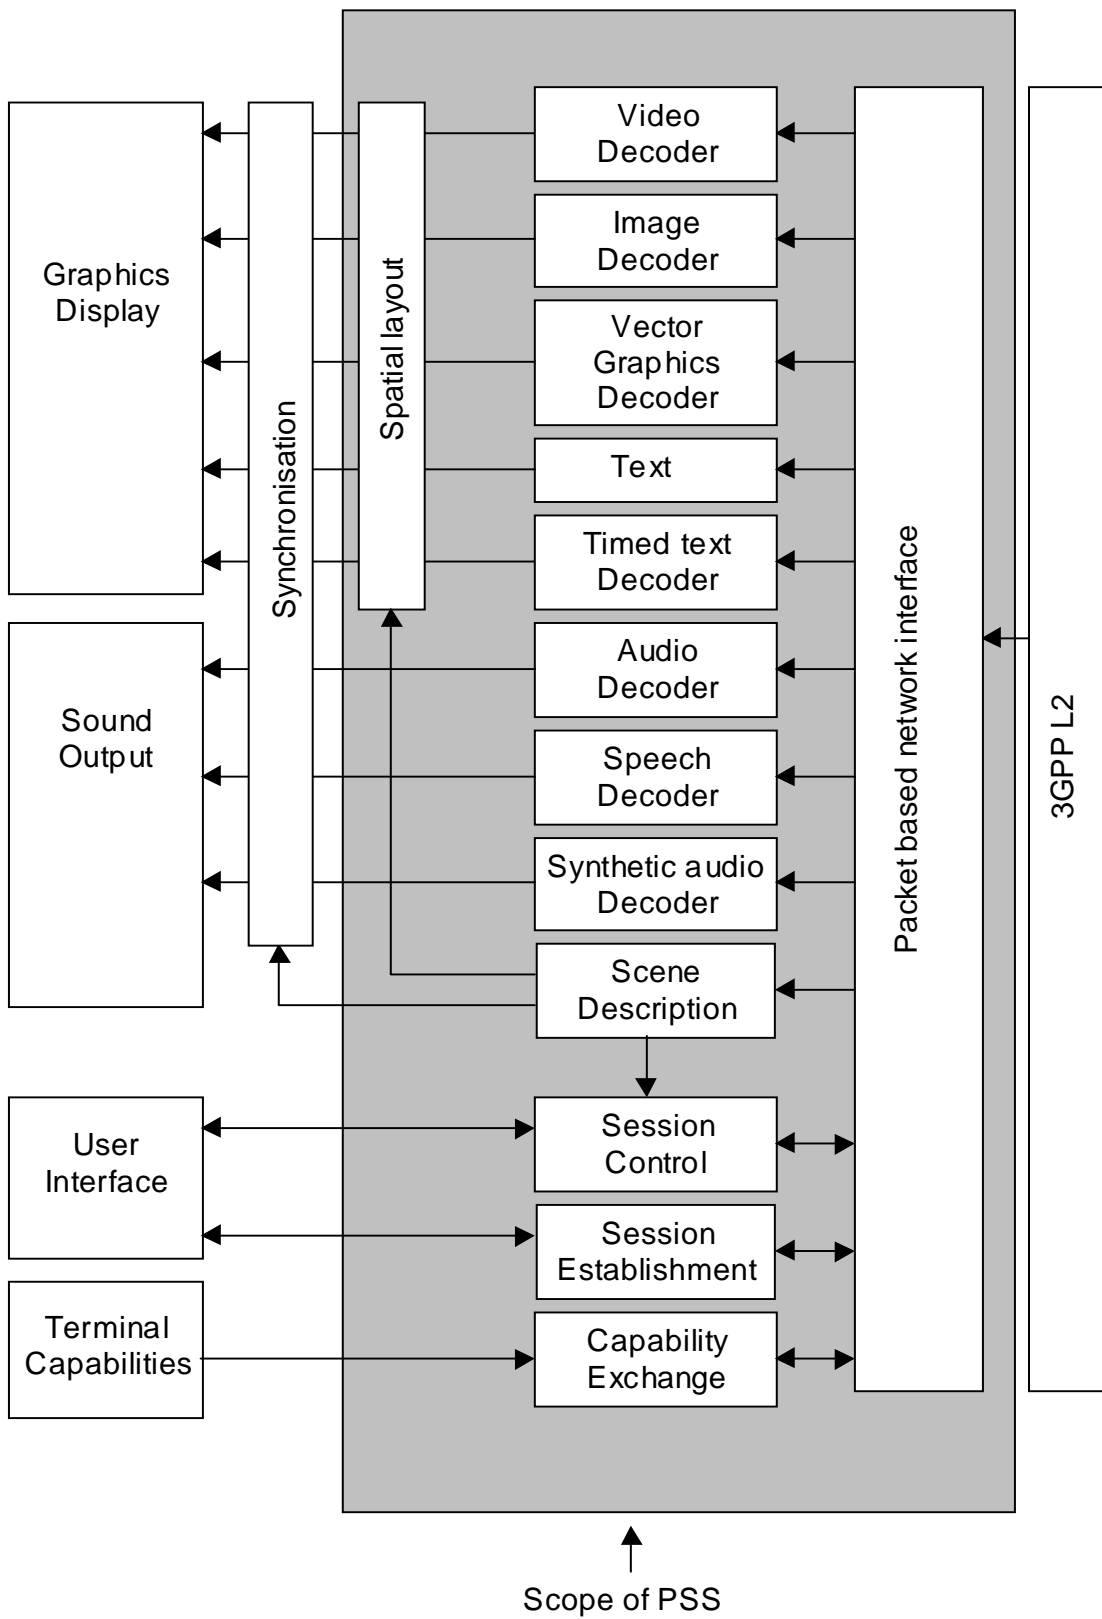 Video
Decoder
Image
Decoder
Vector
Graphics
Decoder
Text
Timed text
Decoder
Audio
Decoder
Speech
Decoder
Synthetic audio
Decoder
Scene
Description
Session
Control
Session
Establishment
Capability
Exchange
Graphics
Display
Sound
Output
User
Interface
Terminal
Capabilities
Synchronisation
Spatial layout
Packet based network interface
3GPP L2
Scope of PSS